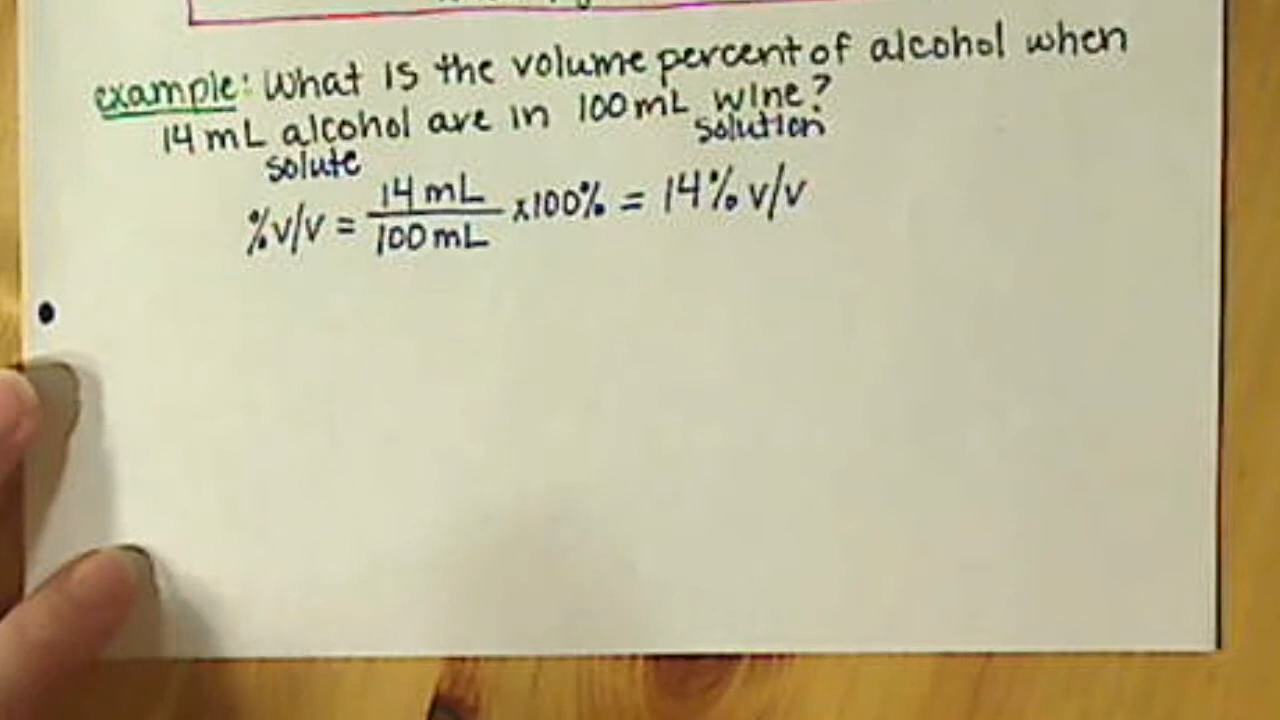 example: What is the volume percent of alcohol when
14 mL alcohol are in 100 mL wine?
solute solution
%v/v = 14 mL / 100 mL x100% = 14% v/v